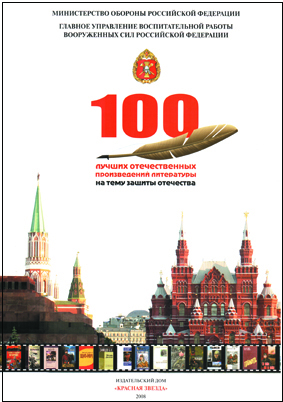 МИНИСТЕРСТВО ОБОРОНЫ РОССИЙСКОЙ ФЕДЕРАЦИИ
ГЛАВНОЕ УПРАВЛЕНИЕ ВОСПИТАТЕЛЬНОЙ РАБОТЫ
ВООРУЖЕННЫХ СИЛ РОССИЙСКОЙ ФЕДЕРАЦИИ
100
ЛУЧШИХ ОТЕЧЕСТВЕННЫХ
ПРОИЗВЕДЕНИЙ ЛИТЕРАТУРЫ
НА ТЕМУ ЗАЩИТЫ ОТЕЧЕСТВА
ИЗДАТЕЛЬСКИЙ ДОМ
«КРАСНАЯ ЗВЕЗДА»
2008